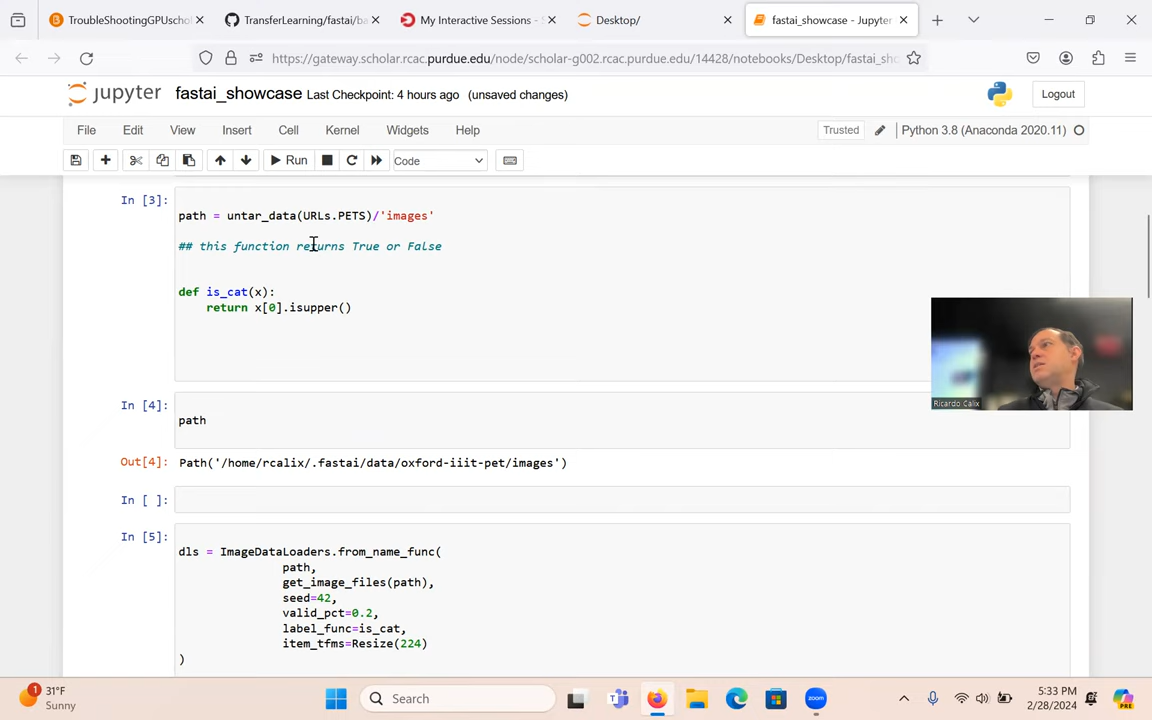 TroubleShootingGPUschol
TransferLearning/fastai/ba
My Interactive Sessions - S
Desktop/
fastai_showcase - Jupyter
https://gateway.scholar.rcac.purdue.edu/node/scholar-g002.rcac.purdue.edu/14428/notebooks/Desktop/fastai_sho
jupyter fastai_showcase Last Checkpoint: 4 hours ago (unsaved changes)
Logout
File Edit View Insert Cell Kernel Widgets Help
Trusted
Python 3.8 (Anaconda 2020.11)
Run
Code
In [3]:
path = untar_data(URLs.PETS)/'images'
## this function returns True or False
def is_cat(x):
return x[0].isupper()
Ricardo Calix
In [4]:
path
Out[4]: Path('/home/rcalix/.fastai/data/oxford-iiit-pet/images')
In [ ]:
In [5]:
dls = ImageDataLoaders.from_name_func(
path,
get_image_files(path),
seed=42,
valid_pct=0.2,
label_func=is_cat,
item_tfms=Resize(224)
)
1
31°F
Sunny
Search
5:33 PM
2/28/2024
PRE